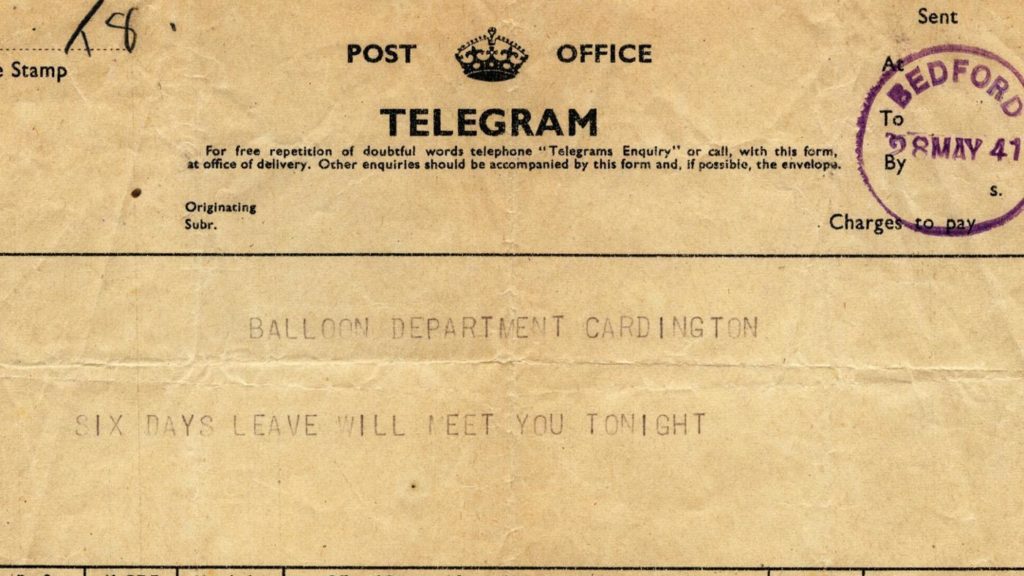 18
Sent
POST OFFICE
e Stamp
At
BEDFORD
TELEGRAM
To
28 MAY 41
For free repetition of doubtful words telephone "Telegrams Enquiry" or call, with this form,
at office of delivery. Other enquiries should be accompanied by this form and, if possible, the envelope.
By
s.
Originating
Subr.
Charges to pay
BALLOON DEPARTMENT CARDINGTON
SIX DAYS LEAVE WILL MEET YOU TONIGHT